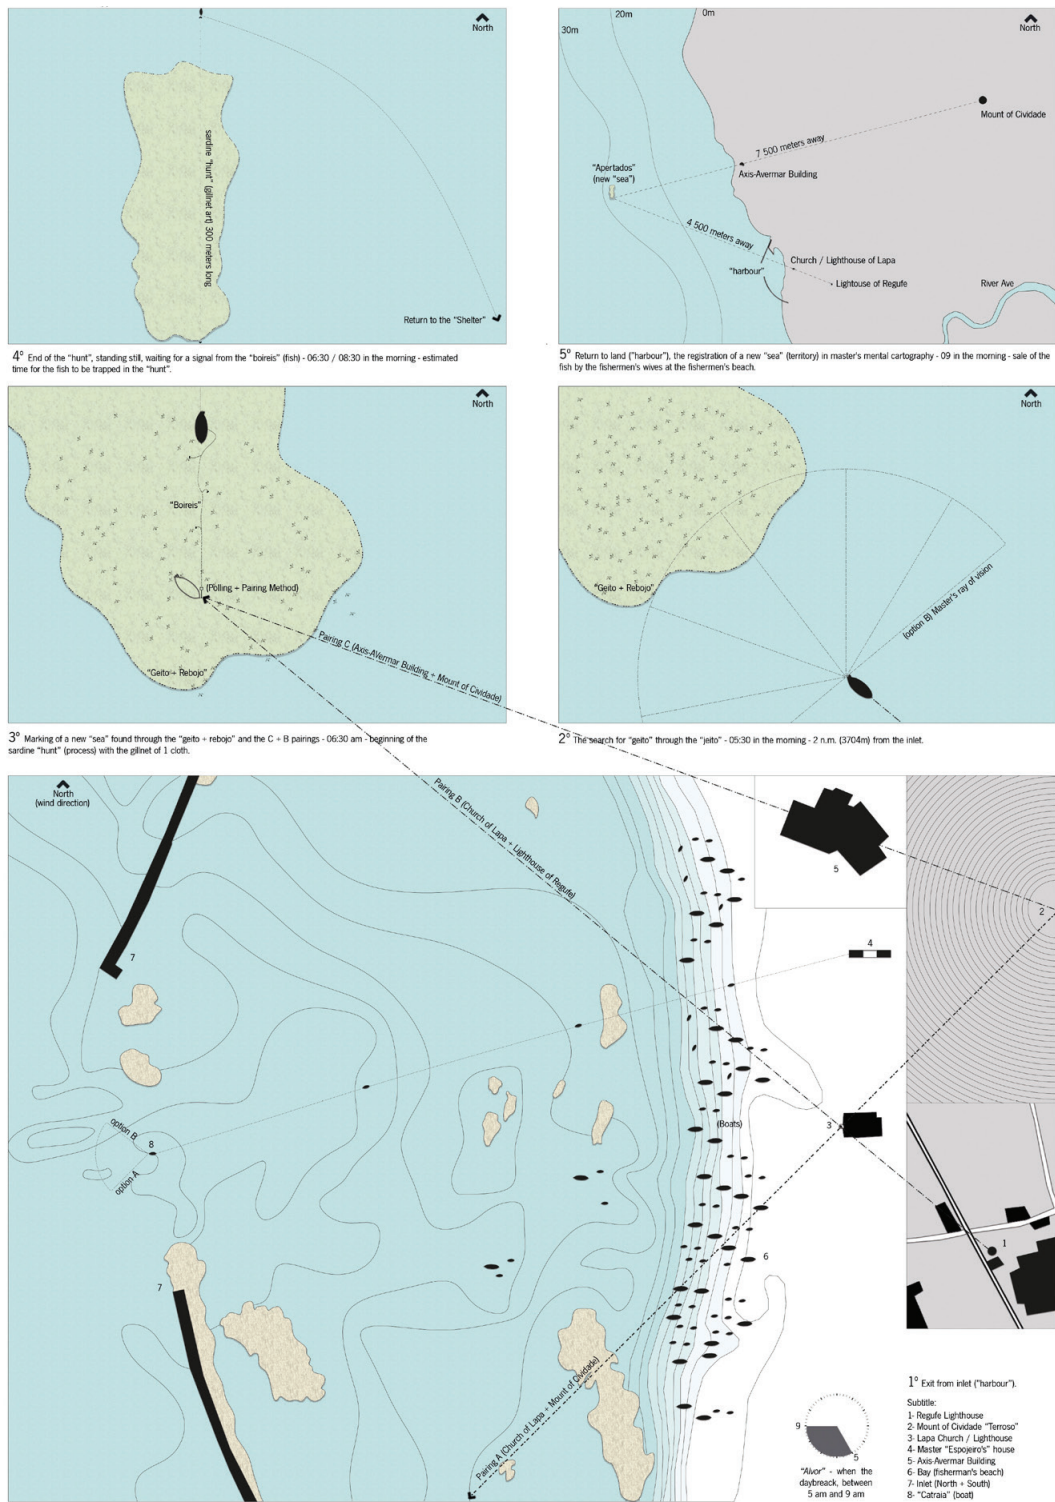 North
sardine "hunt" (gillnet art) 300 meters long
Return to the "Shelter"
4º End of the "hunt", standing still, waiting for a signal from the "boireis" (fish) - 06:30 / 08:30 in the morning - estimated
time for the fish to be trapped in the "hunt".
30m
20m
0m
North
Mount of Cividade
7 500 meters away
"Apertados"
(new "sea")
Axis-Avermar Building
4 500 meters away
"harbour"
Church / Lighthouse of Lapa
Lightouse of Regufe
River Ave
5º Return to land ("harbour"), the registration of a new "sea" (territory) in master's mental cartography - 09 in the morning - sale of the
fish by the fishermen's wives at the fishermen's beach.
North
"Boireis"
(Polling + Pairing Method)
Pairing C (Axis-AVermar Building + Mount of Cividade)
"Geito + Rebojo"
3º Marking of a new "sea" found through the "geito + rebojo" and the C + B pairings - 06:30 am - beginning of the
sardine "hunt" (process) with the gillnet of 1 cloth.
North
"Geito + Rebojo"
(option B) Master's ray of vision
2º The search for "geito" through the "jeito" - 05:30 in the morning - 2 n.m. (3704m) from the inlet.
North
(wind direction)
Pairing B (Church of Lapa + Lighthouse of Regufe)
5
2
7
4
option B
8
option A
(Boats)
3
1
6
7
Pairing A (Church of Lapa + Mount of Cividade)
9
5
"Alvor" - when the
daybreack, between
5 am and 9 am
1º Exit from inlet ("harbour").
Subtitle:
1- Regufe Lighthouse
2- Mount of Cividade "Terroso"
3- Lapa Church / Lighthouse
4- Master "Espojeiro's" house
5- Axis-Avermar Building
6- Bay (fisherman's beach)
7- Inlet (North + South)
8- "Catraia" (boat)